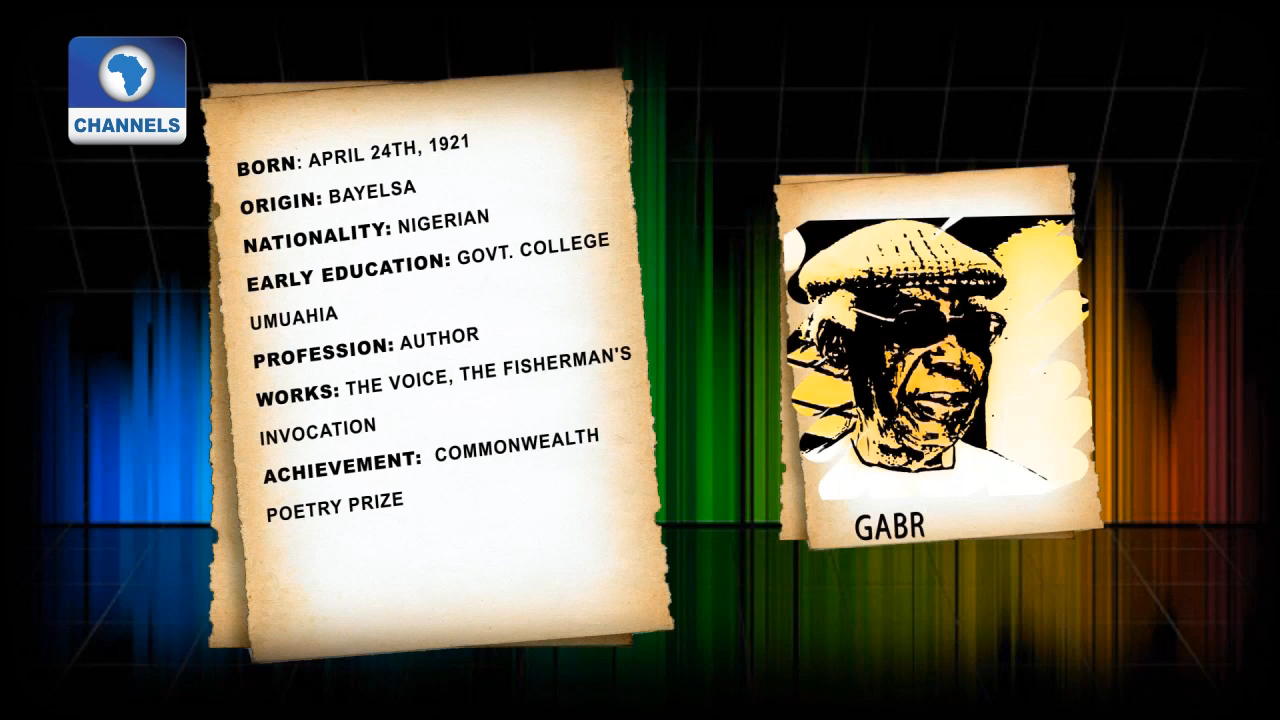 CHANNELS
BORN: APRIL 24TH, 1921
ORIGIN: BAYELSA
NATIONALITY: NIGERIAN
EARLY EDUCATION: GOVT. COLLEGE
UMUAHIA
PROFESSION: AUTHOR
WORKS: THE VOICE, THE FISHERMAN'S
INVOCATION
ACHIEVEMENT: COMMONWEALTH
POETRY PRIZE
GABR